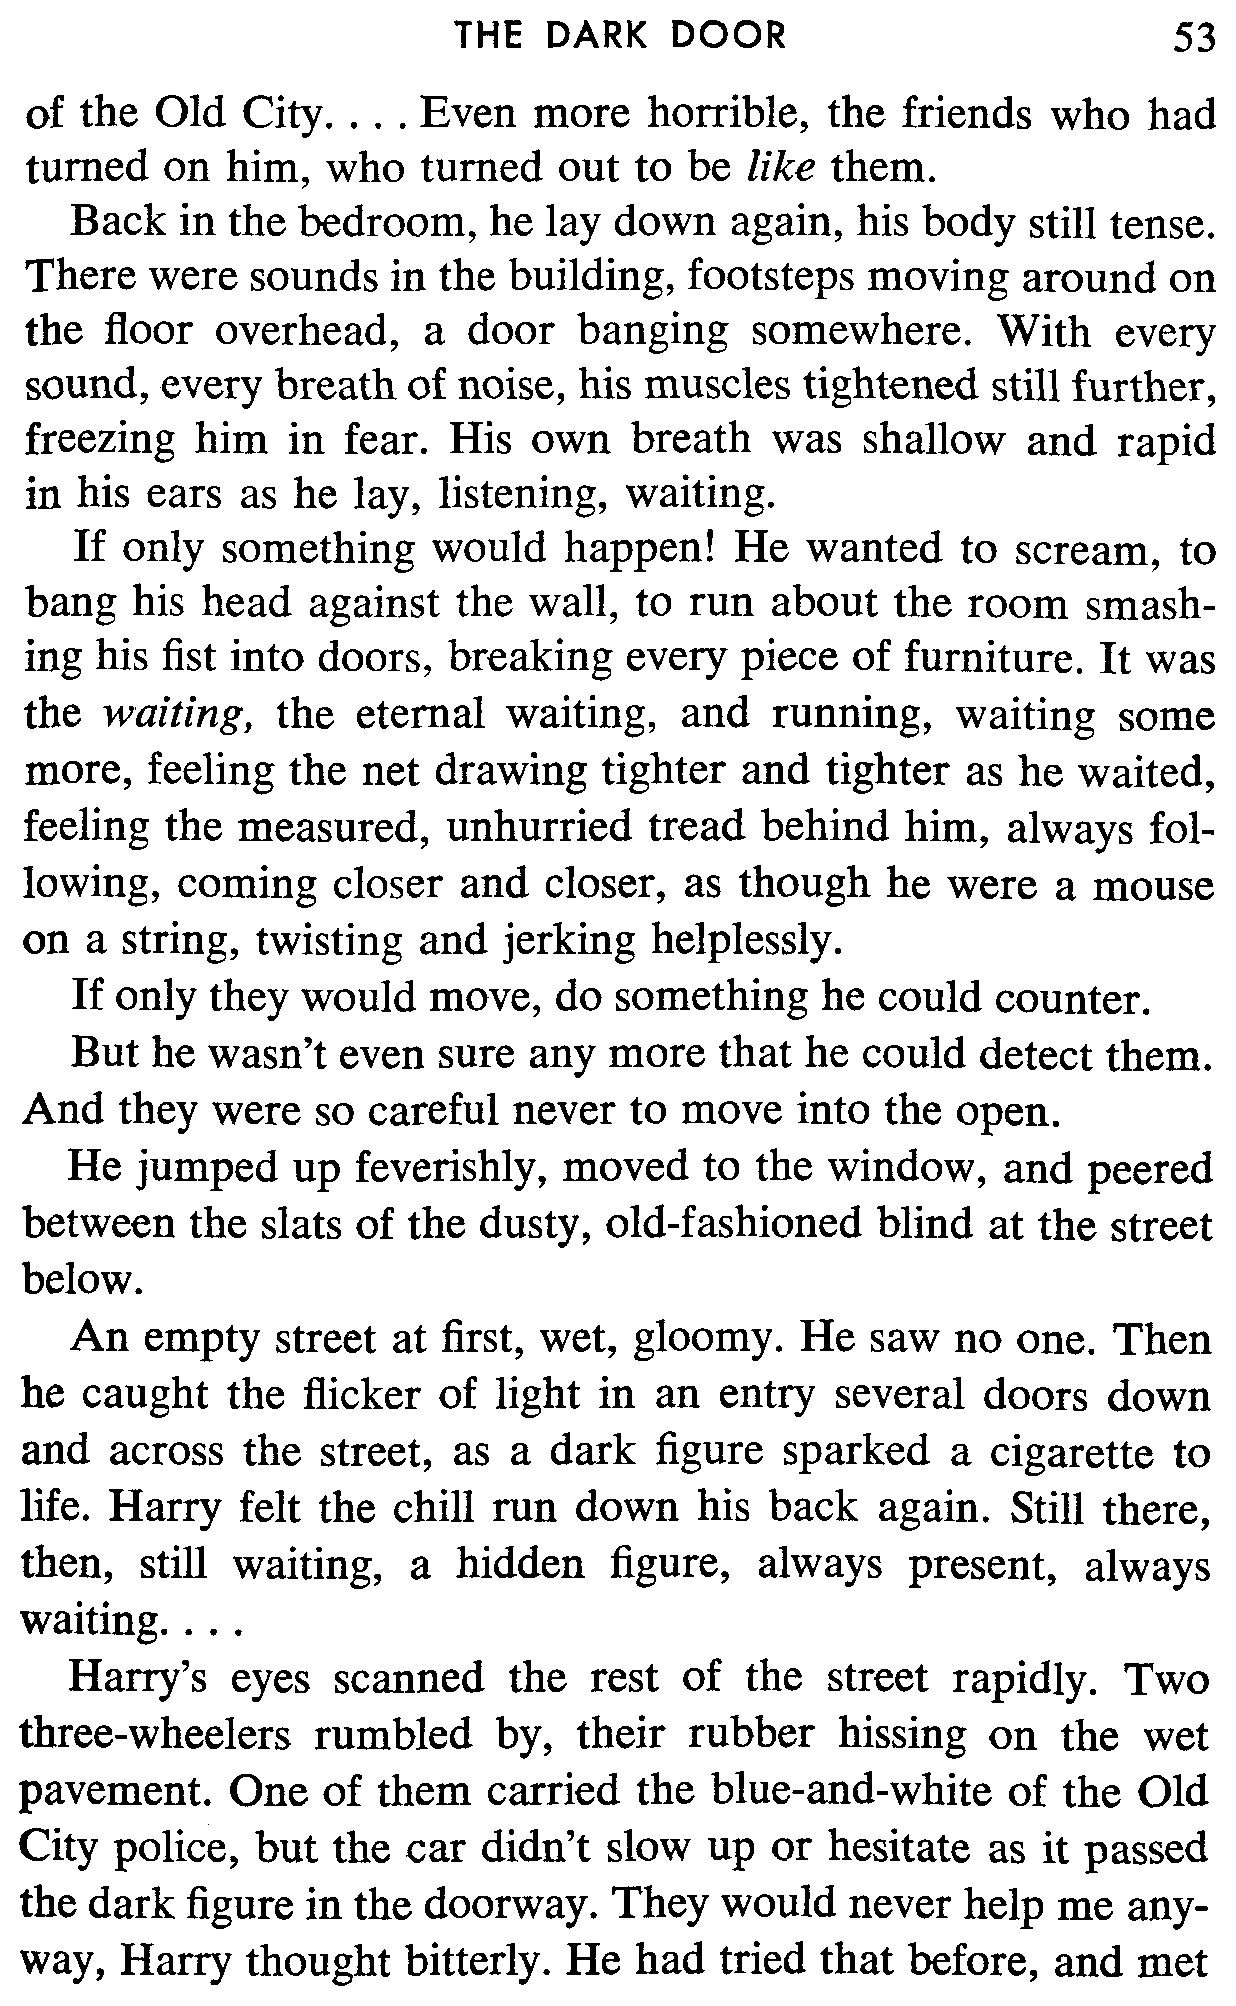 THE DARK DOOR 53
of the Old City. . . . Even more horrible, the friends who had
turned on him, who turned out to be like them.
Back in the bedroom, he lay down again, his body still tense.
There were sounds in the building, footsteps moving around on
the floor overhead, a door banging somewhere. With every
sound, every breath of noise, his muscles tightened still further,
freezing him in fear. His own breath was shallow and rapid
in his ears as he lay, listening, waiting.
If only something would happen! He wanted to scream, to
bang his head against the wall, to run about the room smash-
ing his fist into doors, breaking every piece of furniture. It was
the waiting, the eternal waiting, and running, waiting some
more, feeling the net drawing tighter and tighter as he waited,
feeling the measured, unhurried tread behind him, always fol-
lowing, coming closer and closer, as though he were a mouse
on a string, twisting and jerking helplessly.
If only they would move, do something he could counter.
But he wasn't even sure any more that he could detect them.
And they were so careful never to move into the open.
He jumped up feverishly, moved to the window, and peered
between the slats of the dusty, old-fashioned blind at the street
below.
An empty street at first, wet, gloomy. He saw no one. Then
he caught the flicker of light in an entry several doors down
and across the street, as a dark figure sparked a cigarette to
life. Harry felt the chill run down his back again. Still there,
then, still waiting, a hidden figure, always present, always
waiting. . . .
Harry's eyes scanned the rest of the street rapidly. Two
three-wheelers rumbled by, their rubber hissing on the wet
pavement. One of them carried the blue-and-white of the Old
City police, but the car didn't slow up or hesitate as it passed
the dark figure in the doorway. They would never help me any-
way, Harry thought bitterly. He had tried that before, and met